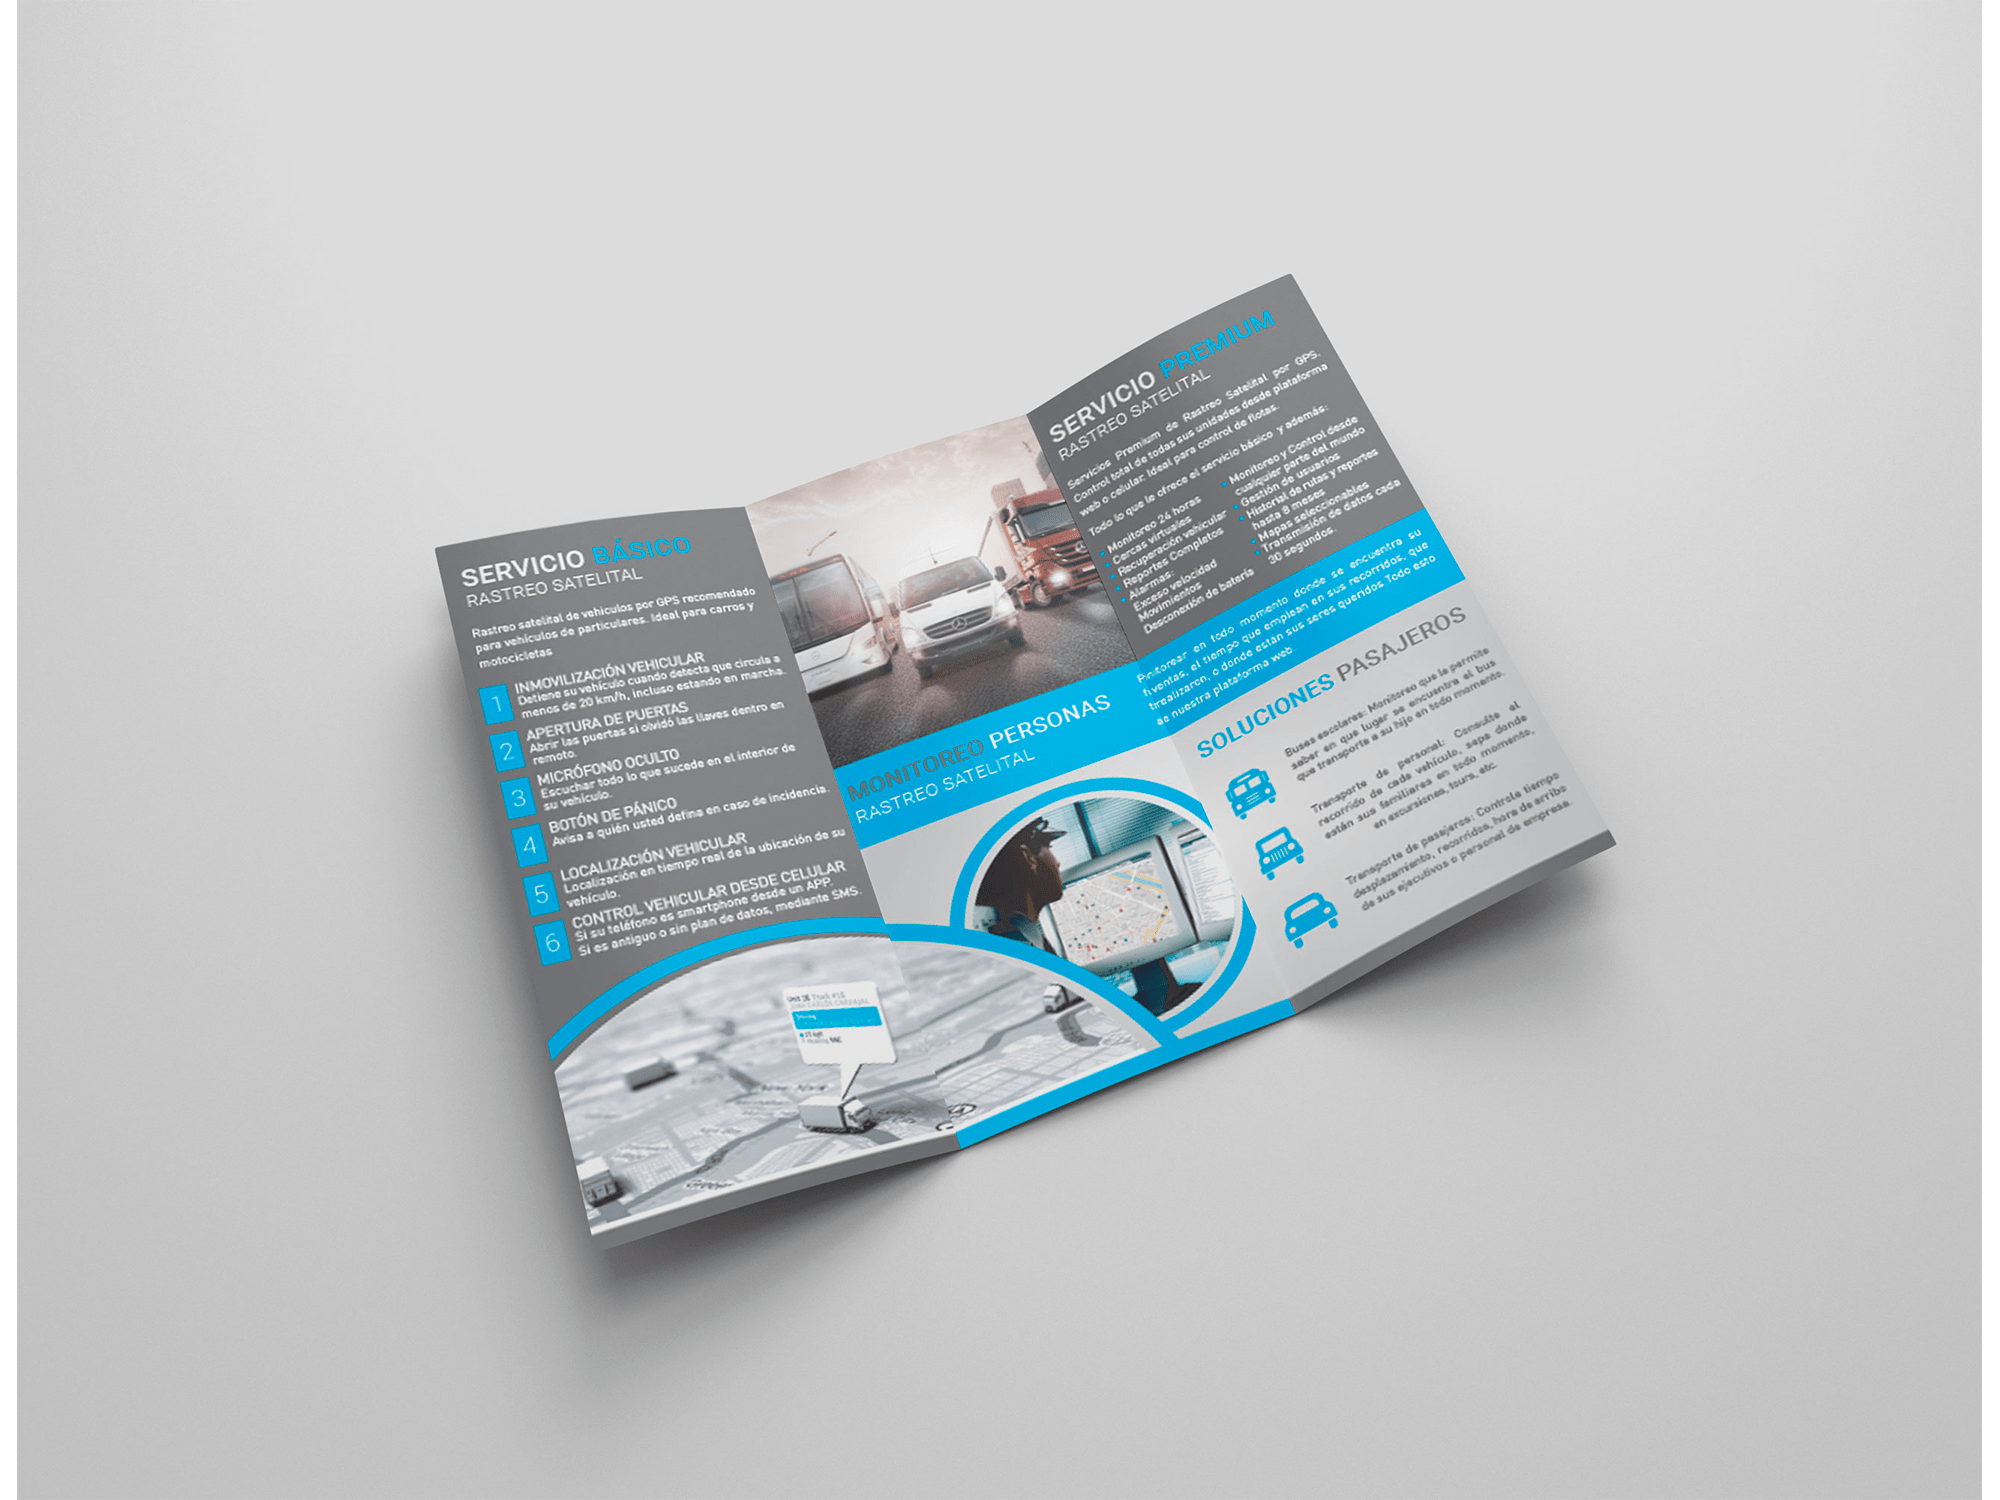 SERVICIO BÁSICO
RASTREO SATELITAL
Rastreo satelital de vehículos por GPS recomendado
para vehículos de particulares. Ideal para carros y
motocicletas
1
INMOVILIZACIÓN VEHICULAR
Detiene su vehículo cuando detecta que circula a
menos de 20 km/h, incluso estando en marcha.
2
APERTURA DE PUERTAS
Abrir las puertas si olvidó las llaves dentro en
remoto.
3
MICRÓFONO OCULTO
Escuchar todo lo que sucede en el interior de
su vehículo.
4
BOTÓN DE PÁNICO
Avisa a quién usted defina en caso de incidencia.
5
LOCALIZACIÓN VEHICULAR
Localización en tiempo real de la ubicación de su
vehículo.
6
CONTROL VEHICULAR DESDE CELULAR
Si su teléfono es smartphone desde un APP.
Si es antiguo o sin plan de datos, mediante SMS.
Unit 36 Truck #16
JUAN CARLOS CARVAJAL
MONITOREO PERSONAS
RASTREO SATELITAL
SERVICIO PREMIUM
RASTREO SATELITAL
Servicios Premium de Rastreo Satelital por GPS.
Control total de todas sus unidades desde plataforma
web o celular. Ideal para control de flotas.
Todo lo que le ofrece el servicio básico y además:
• Monitoreo 24 horas
• Cercas virtuales
• Recuperación vehicular
• Reportes Completos
• Alarmas:
Exceso velocidad
Movimientos
Desconexión de batería
• Monitoreo y Control desde
cualquier parte del mundo
• Gestión de usuarios
• Historial de rutas y reportes
hasta 8 meses
• Mapas seleccionables
• Transmisión de datos cada
30 segundos.
en todo momento donde se encuentra su
el tiempo que emplean en sus recorridos, que
o donde están sus seres queridos Todo esto
nuestra plataforma web.
SOLUCIONES PASAJEROS
Buses escolares: Monitoreo que le permite
saber en que lugar se encuentra el bus
que transporta a su hijo en todo momento.
Transporte de personal: Consulte el
recorrido de cada vehículo, sepa donde
están sus familiares en todo momento,
en excursiones, tours, etc.
Transporte de pasajeros: Controle tiempo
desplazamiento, recorridos, hora de arribo
de sus ejecutivos o personal de empresa.